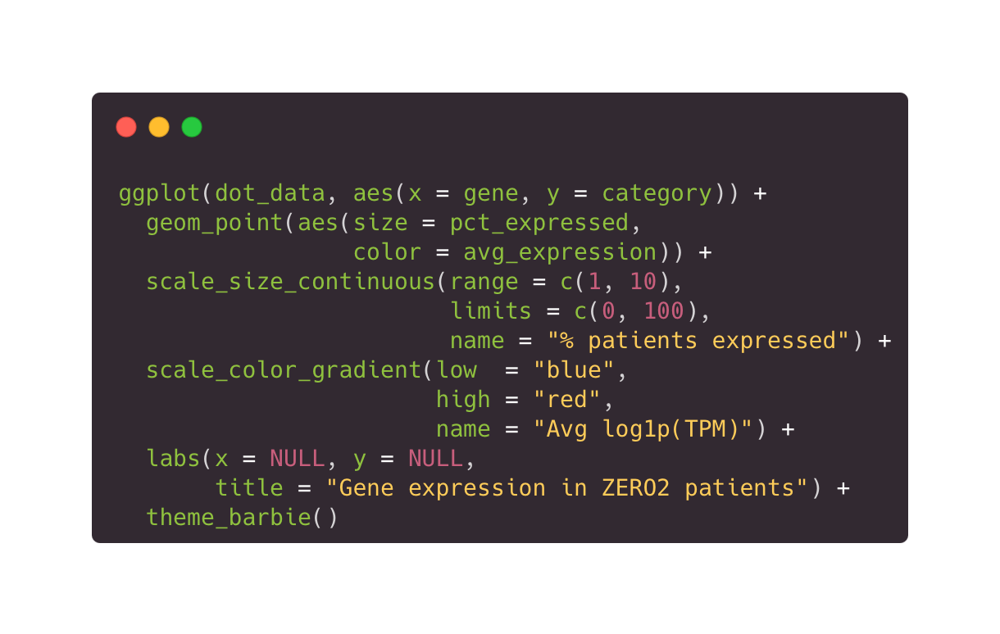 ggplot(dot_data, aes(x = gene, y = category)) +
  geom_point(aes(size = pct_expressed,
                 color = avg_expression)) +
  scale_size_continuous(range = c(1, 10),
                        limits = c(0, 100),
                        name = "% patients expressed") +
  scale_color_gradient(low  = "blue",
                       high = "red",
                       name = "Avg log1p(TPM)") +
  labs(x = NULL, y = NULL,
       title = "Gene expression in ZERO2 patients") +
  theme_barbie()